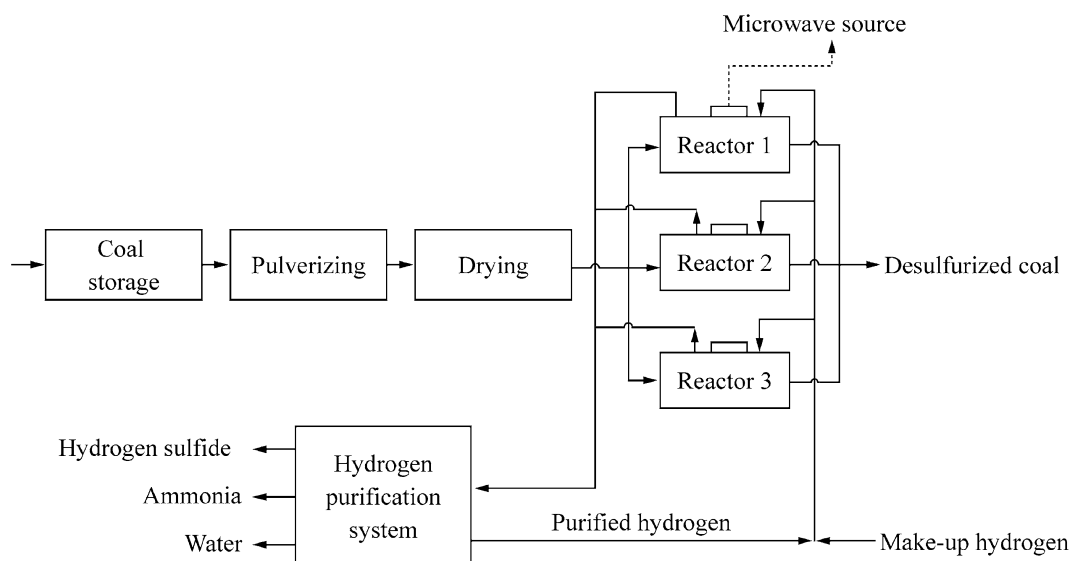 Microwave source
Reactor 1
Coal
storage
Pulverizing
Drying
Reactor 2
Desulfurized coal
Reactor 3
Hydrogen sulfide
Ammonia
Water
Hydrogen
purification
system
Purified hydrogen
Make-up hydrogen